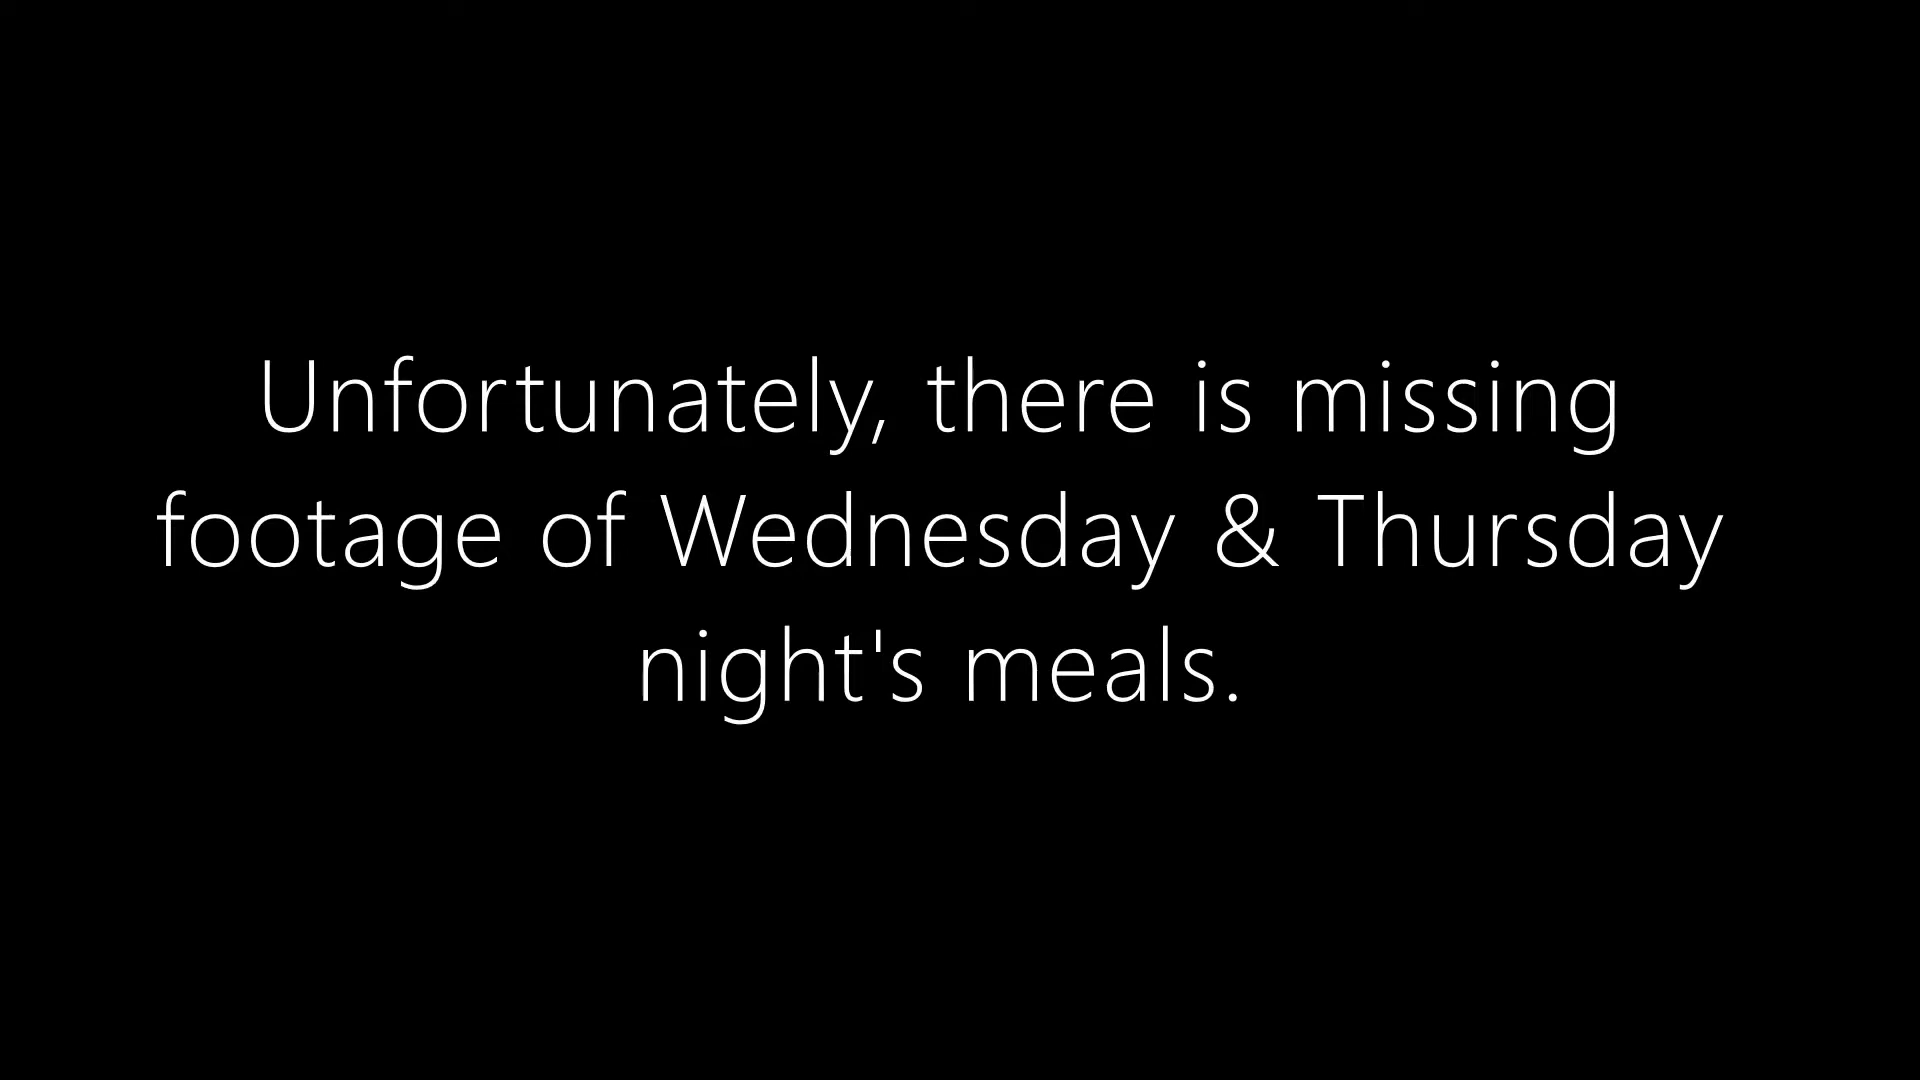 Unfortunately, there is missing
footage of Wednesday & Thursday
night's meals.